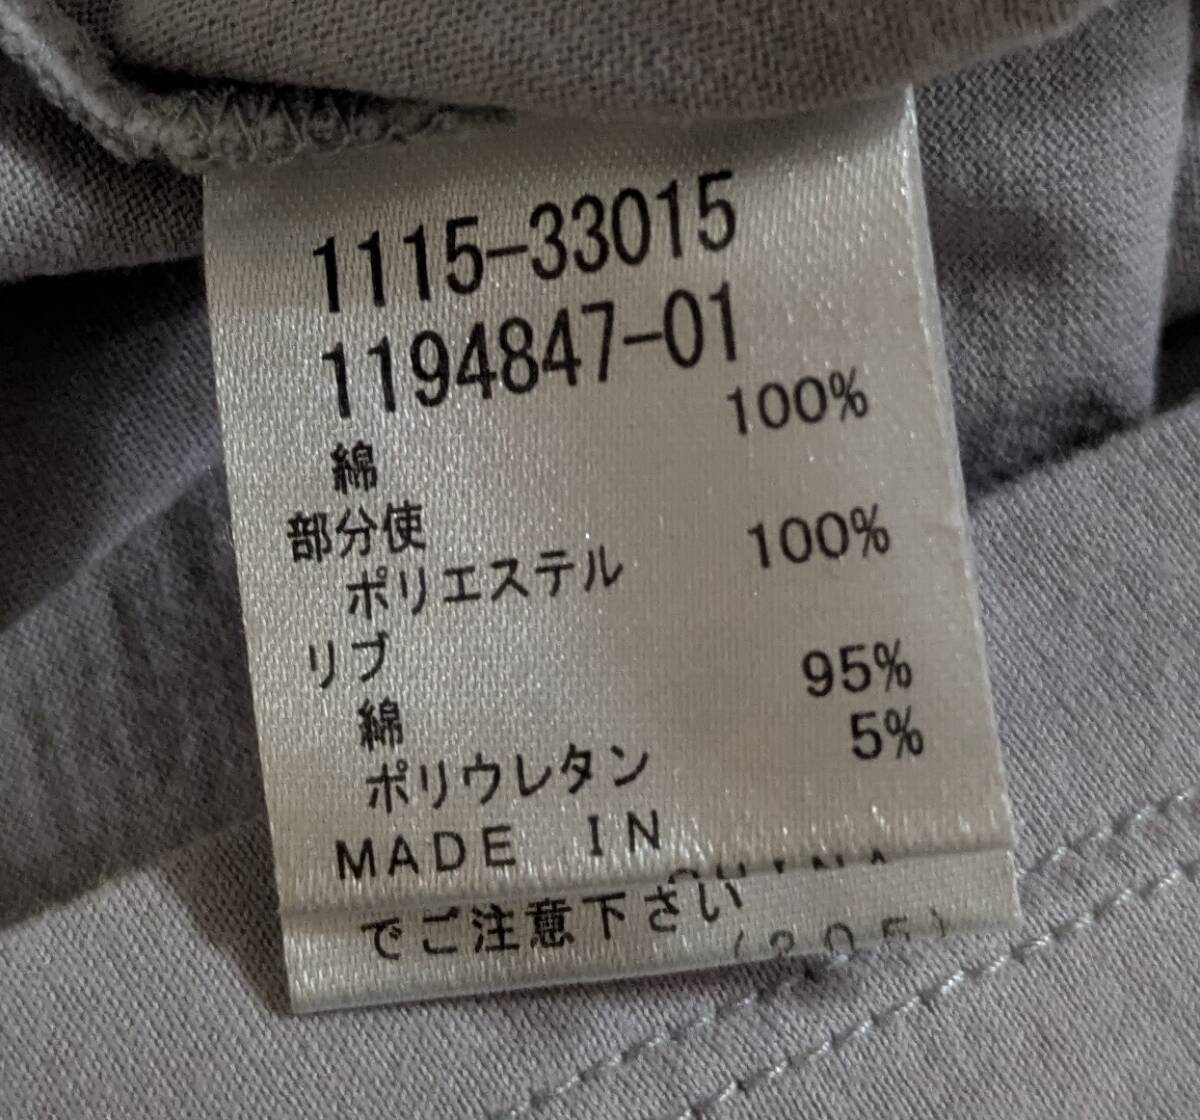 1115-33015
1194847-01
綿 100%
部分使
ポリエステル 100%
リブ
綿 95%
ポリウレタン 5%
MADE IN
でご注意下さい